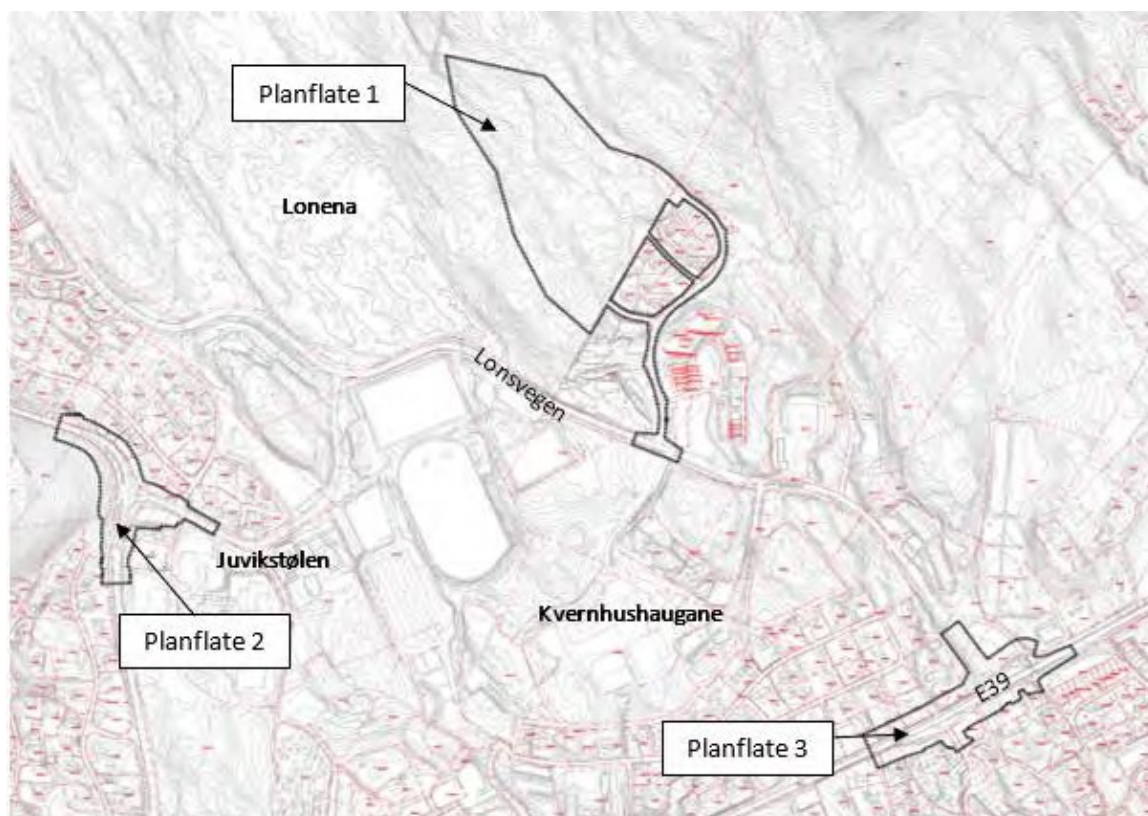 Planflate 1
Lonena
Lonsvegen
Juvikstølen
Planflate 2
Kvernhushaugane
E39
Planflate 3